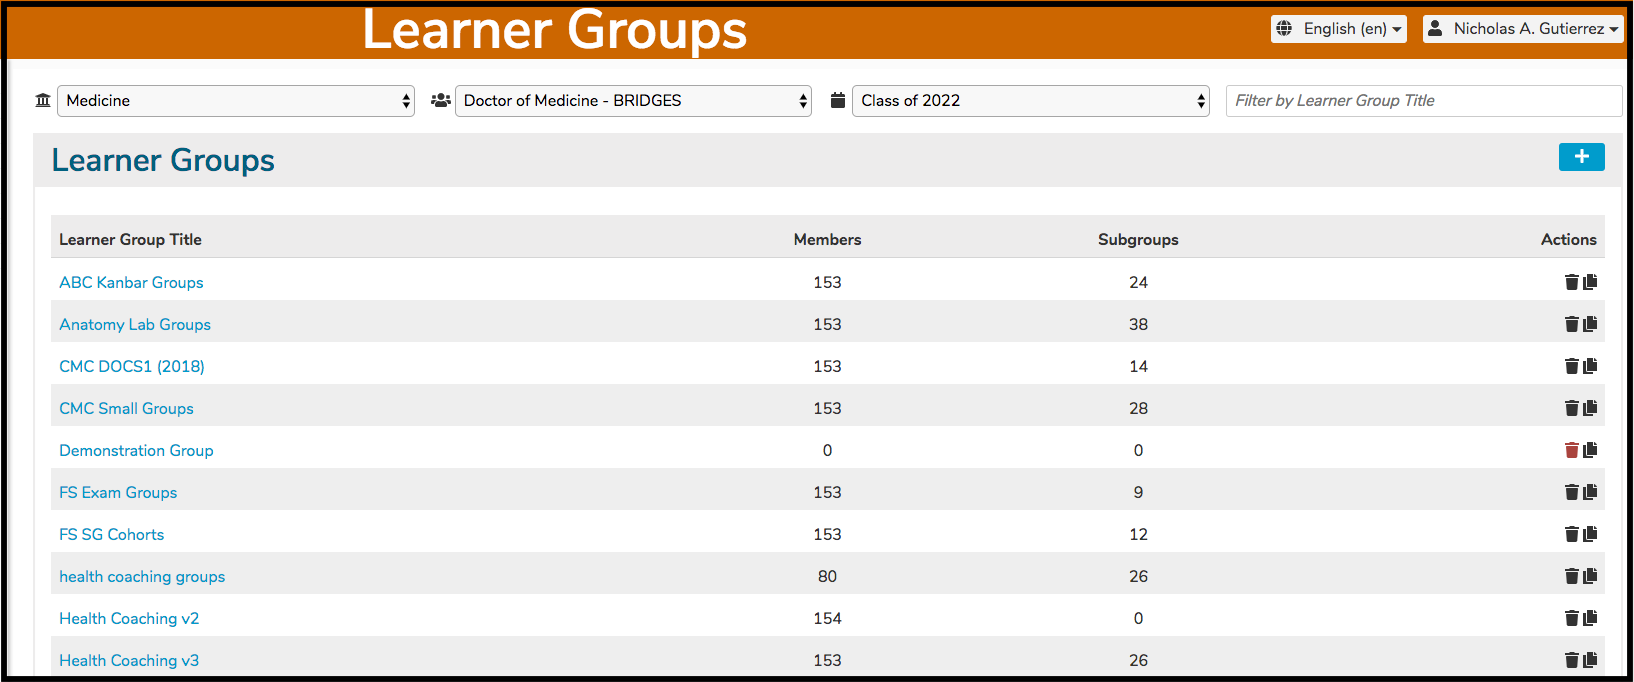 Learner Groups
English (en)
Nicholas A. Gutierrez
Medicine
Doctor of Medicine - BRIDGES
Class of 2022
Filter by Learner Group Title
Learner Groups
Learner Group Title Members Subgroups Actions
ABC Kanbar Groups 153 24
Anatomy Lab Groups 153 38
CMC DOCS1 (2018) 153 14
CMC Small Groups 153 28
Demonstration Group 0 0
FS Exam Groups 153 9
FS SG Cohorts 153 12
health coaching groups 80 26
Health Coaching v2 154 0
Health Coaching v3 153 26